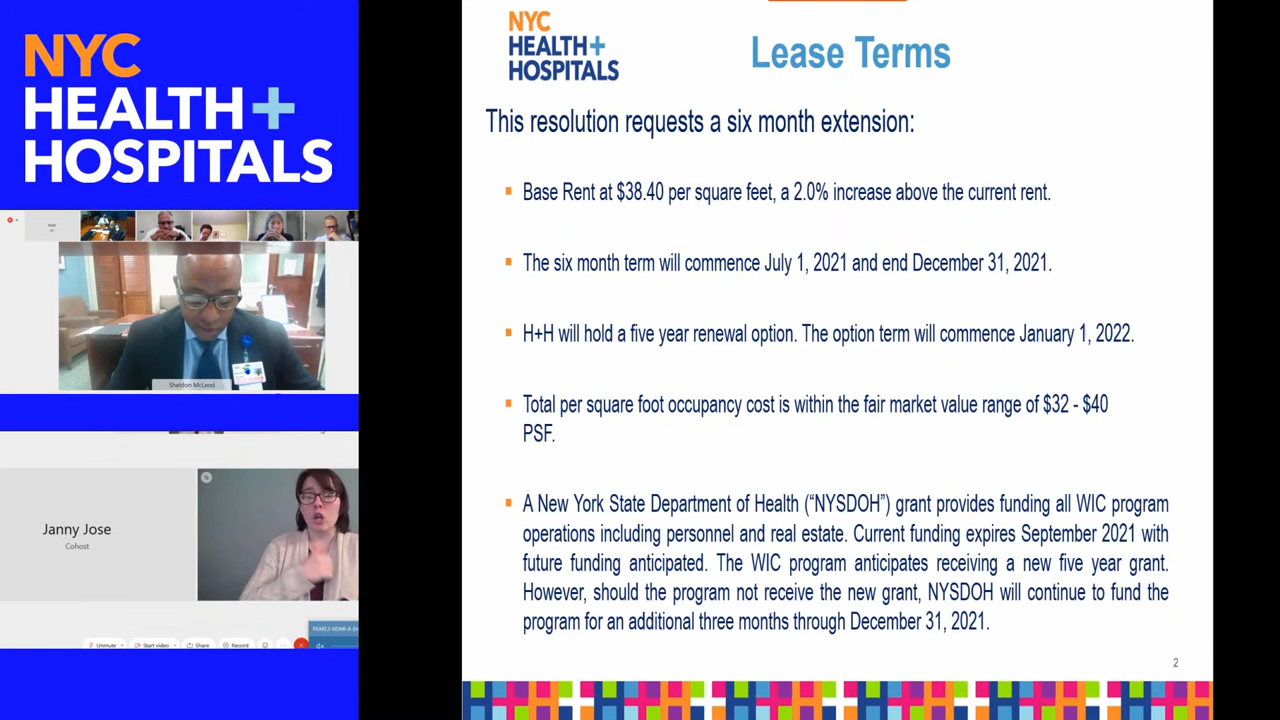 NYC
HEALTH+
HOSPITALS
Sheldon McLeod
Janny Jose
Cohost
Unmute
Start video
Share
Record
NYC
HEALTH+
HOSPITALS
Lease Terms
This resolution requests a six month extension:
Base Rent at $38.40 per square feet, a 2.0% increase above the current rent.
The six month term will commence July 1, 2021 and end December 31, 2021.
H+H will hold a five year renewal option. The option term will commence January 1, 2022.
Total per square foot occupancy cost is within the fair market value range of $32 - $40
PSF.
A New York State Department of Health (“NYSDOH”) grant provides funding all WIC program
operations including personnel and real estate. Current funding expires September 2021 with
future funding anticipated. The WIC program anticipates receiving a new five year grant.
However, should the program not receive the new grant, NYSDOH will continue to fund the
program for an additional three months through December 31, 2021.
2